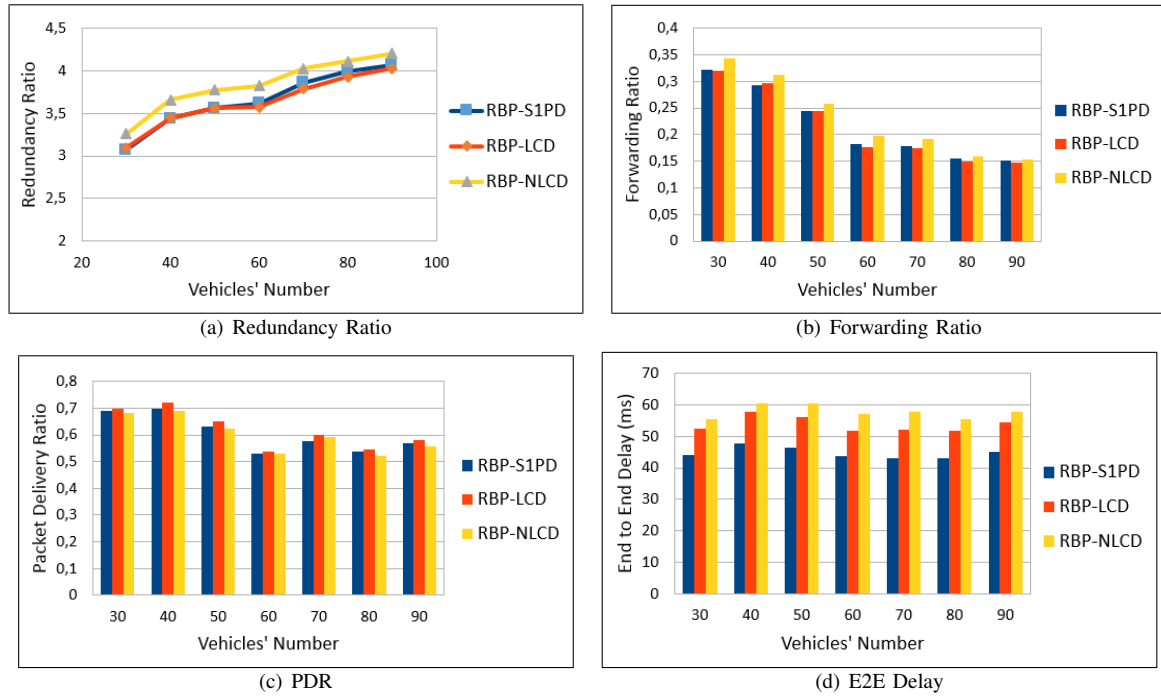 4,5
4
3,5
3
2,5
2
20
40
60
80
100
Redundancy Ratio
Vehicles' Number
RBP-S1PD
RBP-LCD
RBP-NLCD
(a) Redundancy Ratio
0,4
0,35
0,3
0,25
0,2
0,15
0,1
0,05
0
30
40
50
60
70
80
90
Forwarding Ratio
Vehicles' Number
RBP-S1PD
RBP-LCD
RBP-NLCD
(b) Forwarding Ratio
0,8
0,7
0,6
0,5
0,4
0,3
0,2
0,1
0
30
40
50
60
70
80
90
Packet Delivery Ratio
Vehicles' Number
RBP-S1PD
RBP-LCD
RBP-NLCD
(c) PDR
70
60
50
40
30
20
10
0
30
40
50
60
70
80
90
End to End Delay (ms)
Vehicles' Number
RBP-S1PD
RBP-LCD
RBP-NLCD
(d) E2E Delay